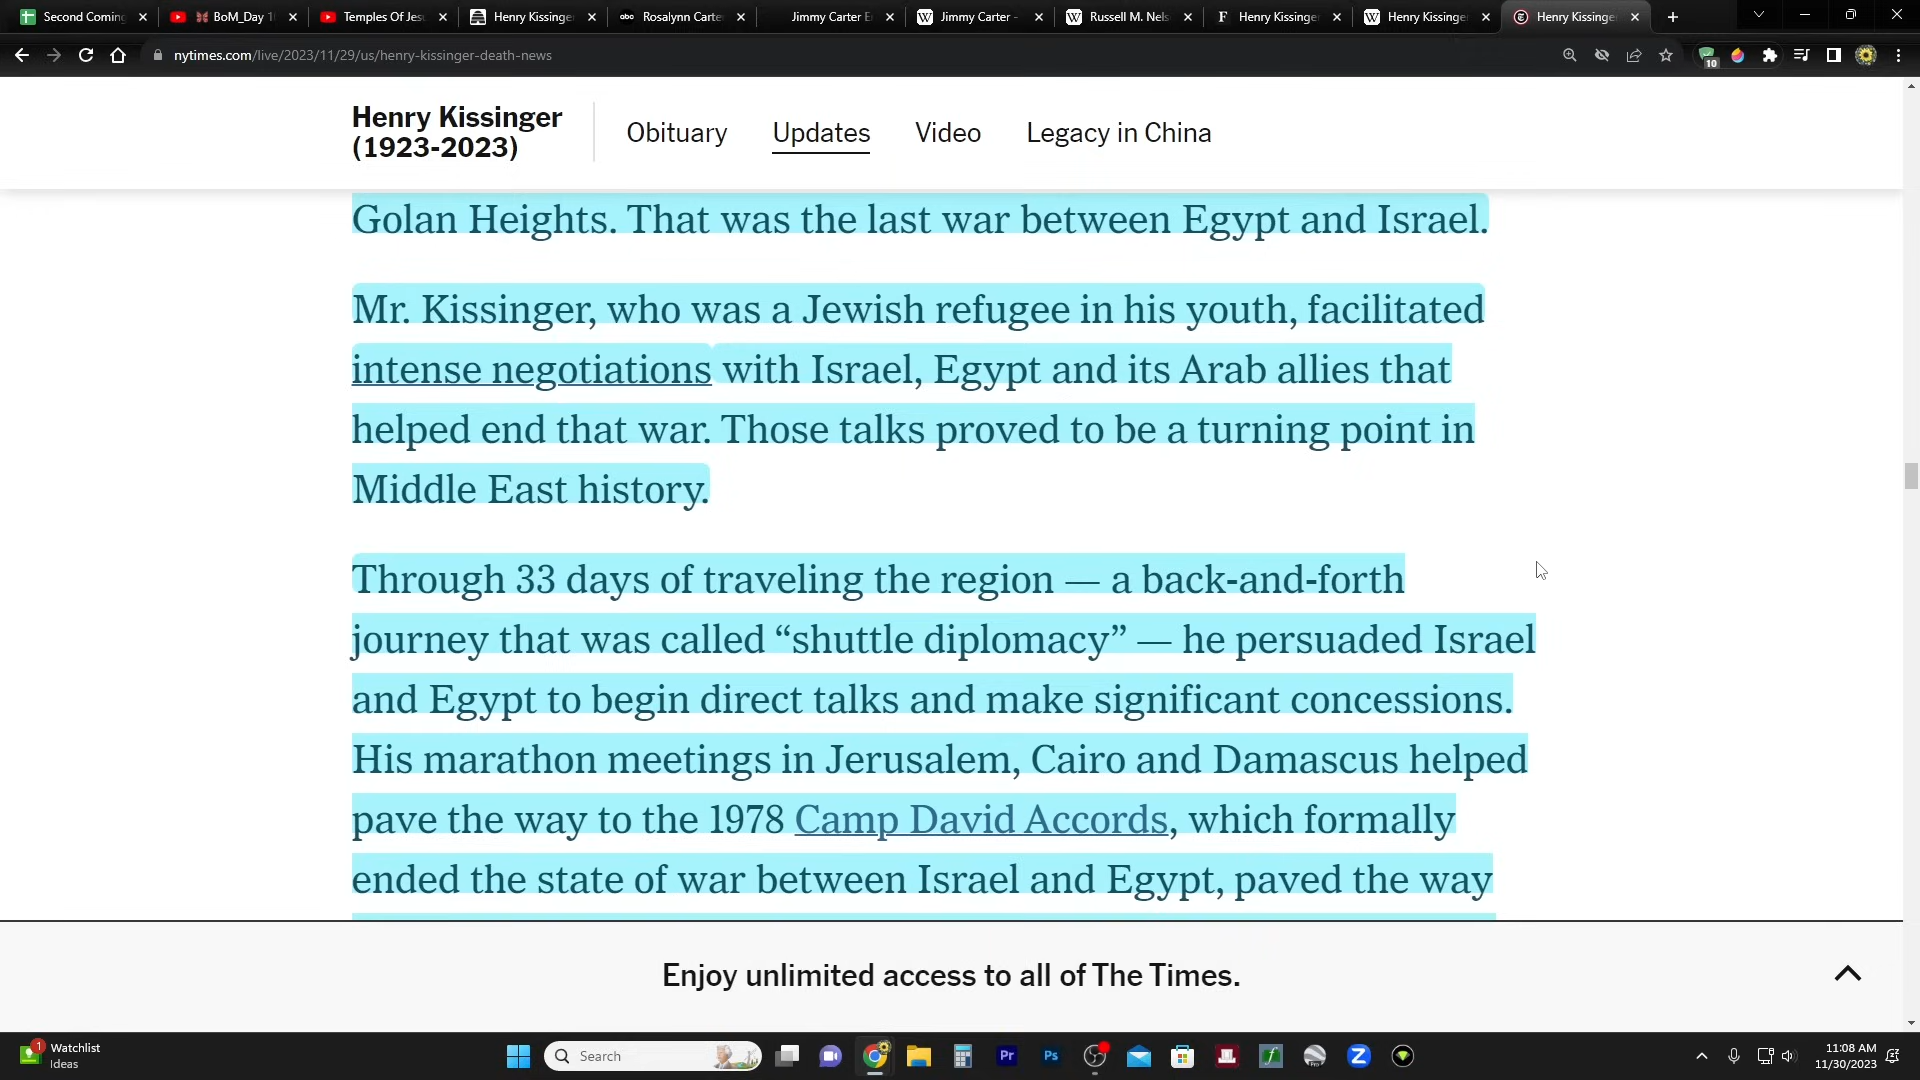 Second Coming
BoM_Day 1
Temples Of Jes
Henry Kissinge
Rosalynn Carte
Jimmy Carter E
Jimmy Carter -
Russell M. Nels
Henry Kissinger
Henry Kissinge
Henry Kissinge
nytimes.com/live/2023/11/29/us/henry-kissinger-death-news
10
Henry Kissinger
(1923-2023)
Obituary
Updates
Video
Legacy in China
Golan Heights. That was the last war between Egypt and Israel.
Mr. Kissinger, who was a Jewish refugee in his youth, facilitated
intense negotiations with Israel, Egypt and its Arab allies that
helped end that war. Those talks proved to be a turning point in
Middle East history.
Through 33 days of traveling the region — a back-and-forth
journey that was called “shuttle diplomacy” — he persuaded Israel
and Egypt to begin direct talks and make significant concessions.
His marathon meetings in Jerusalem, Cairo and Damascus helped
pave the way to the 1978 Camp David Accords, which formally
ended the state of war between Israel and Egypt, paved the way
Enjoy unlimited access to all of The Times.
1
Watchlist
Ideas
Search
Pr
Ps
11:08 AM
11/30/2023